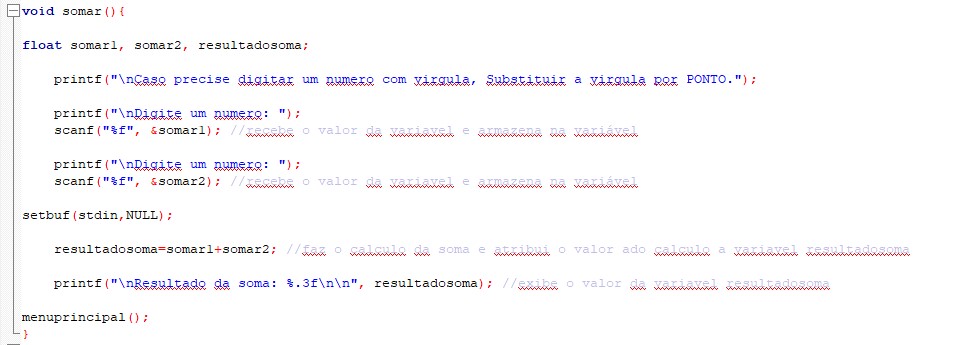 void somar(){
float somar1, somar2, resultadosoma;
printf("\nCaso precise digitar um numero com virgula, Substituir a virgula por PONTO.");
printf("\nDigite um numero: ");
scanf("%f", &somar1); //recebe o valor da variavel e armazena na variável
printf("\nDigite um numero: ");
scanf("%f", &somar2); //recebe o valor da variavel e armazena na variável
setbuf(stdin,NULL);
resultadosoma=somar1+somar2; //faz o calculo da soma e atribui o valor ado calculo a variavel resultadosoma
printf("\nResultado da soma: %.3f\n\n", resultadosoma); //exibe o valor da variavel resultadosoma
menuprincipal();
}